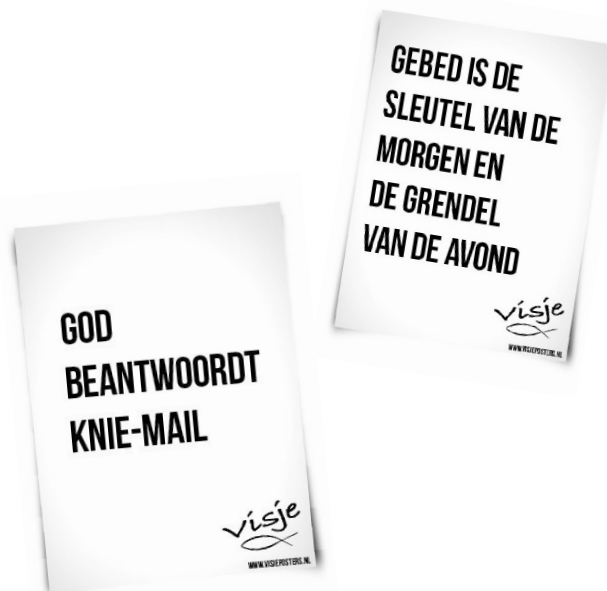 GEBED IS DE
SLEUTEL VAN DE
MORGEN EN
DE GRENDEL
VAN DE AVOND
visje
WWW.VISJEPOSTERS.NL
GOD
BEANTWOORDT
KNIE-MAIL
visje
WWW.VISJEPOSTERS.NL